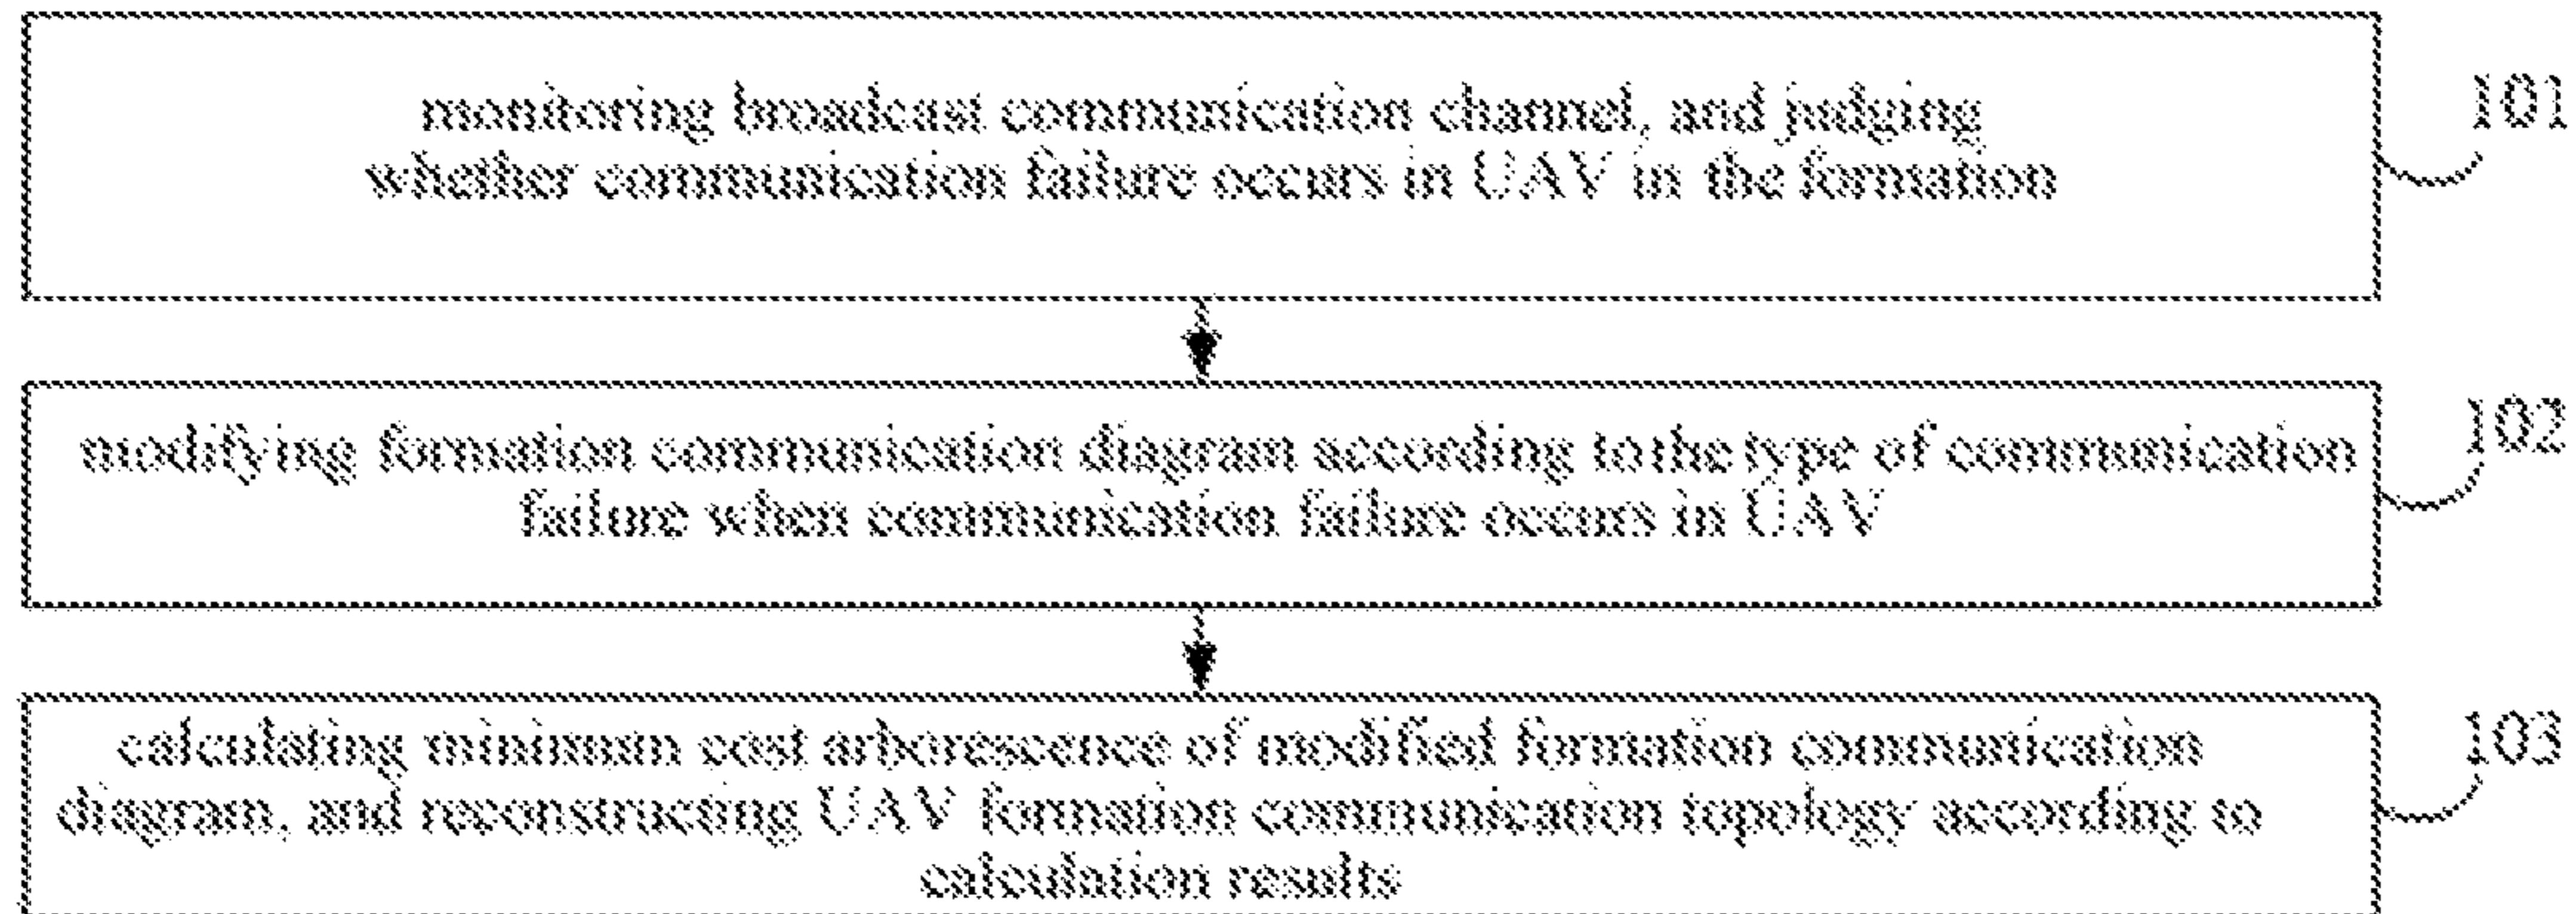 monitoring broadcast communication channel, and judging
whether communication failure occurs in UAV in the formation
101
modifying formation communication diagram according to the type of communication
failure when communication failure occurs in UAV
102
calculating minimum cost arborescence of modified formation communication
diagram, and reconstructing UAV formation communication topology according to
calculation results
103